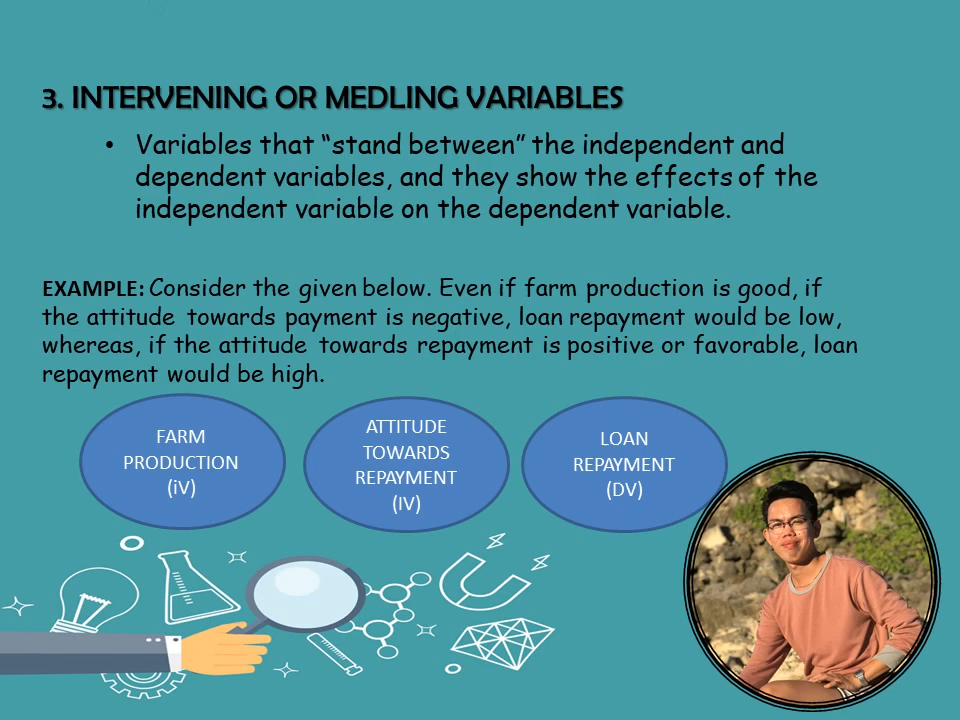 3. INTERVENING OR MEDLING VARIABLES
• Variables that “stand between” the independent and
dependent variables, and they show the effects of the
independent variable on the dependent variable.
EXAMPLE: Consider the given below. Even if farm production is good, if
the attitude towards payment is negative, loan repayment would be low,
whereas, if the attitude towards repayment is positive or favorable, loan
repayment would be high.
FARM
PRODUCTION
(iV)
ATTITUDE
TOWARDS
REPAYMENT
(IV)
LOAN
REPAYMENT
(DV)